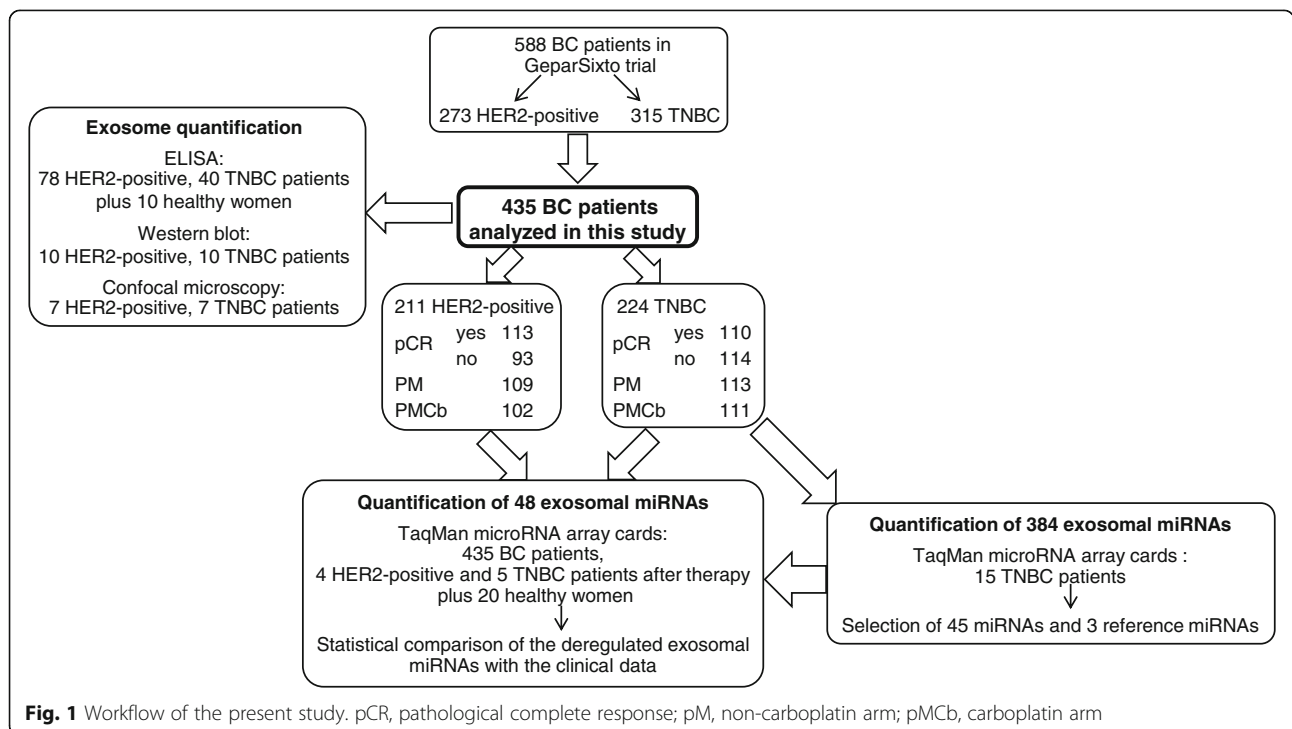 588 BC patients in
GeparSixto trial
273 HER2-positive 315 TNBC
Exosome quantification
ELISA:
78 HER2-positive, 40 TNBC patients
plus 10 healthy women
Western blot:
10 HER2-positive, 10 TNBC patients
Confocal microscopy:
7 HER2-positive, 7 TNBC patients
435 BC patients
analyzed in this study
211 HER2-positive
pCR yes 113
no 93
PM 109
PMCb 102
224 TNBC
pCR yes 110
no 114
PM 113
PMCb 111
Quantification of 48 exosomal miRNAs
TaqMan microRNA array cards:
435 BC patients,
4 HER2-positive and 5 TNBC patients after therapy
plus 20 healthy women
Statistical comparison of the deregulated exosomal
miRNAs with the clinical data
Quantification of 384 exosomal miRNAs
TaqMan microRNA array cards :
15 TNBC patients
Selection of 45 miRNAs and 3 reference miRNAs
Fig. 1 Workflow of the present study. pCR, pathological complete response; pM, non-carboplatin arm; pMCb, carboplatin arm